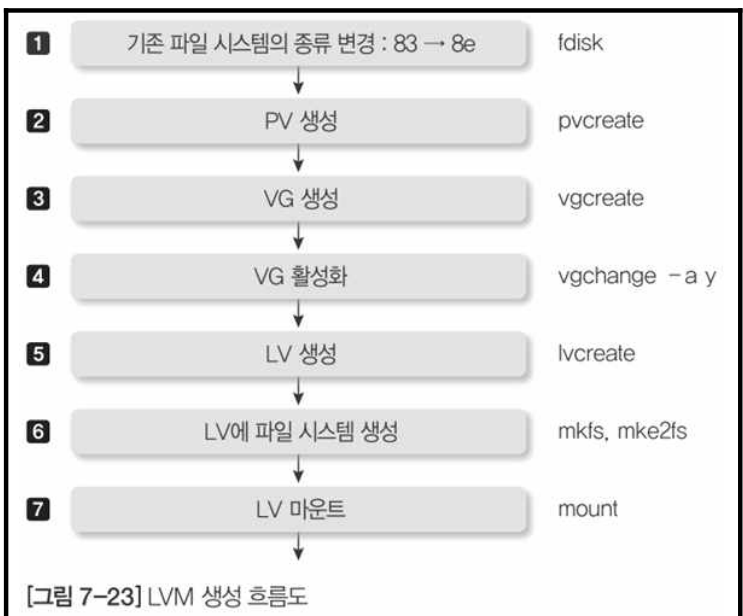 1 기존 파일 시스템의 종류 변경 : 83 → 8e fdisk
2 PV 생성 pvcreate
3 VG 생성 vgcreate
4 VG 활성화 vgchange －a y
5 LV 생성 lvcreate
6 LV에 파일 시스템 생성 mkfs, mke2fs
7 LV 마운트 mount
[그림 7-23] LVM 생성 흐름도